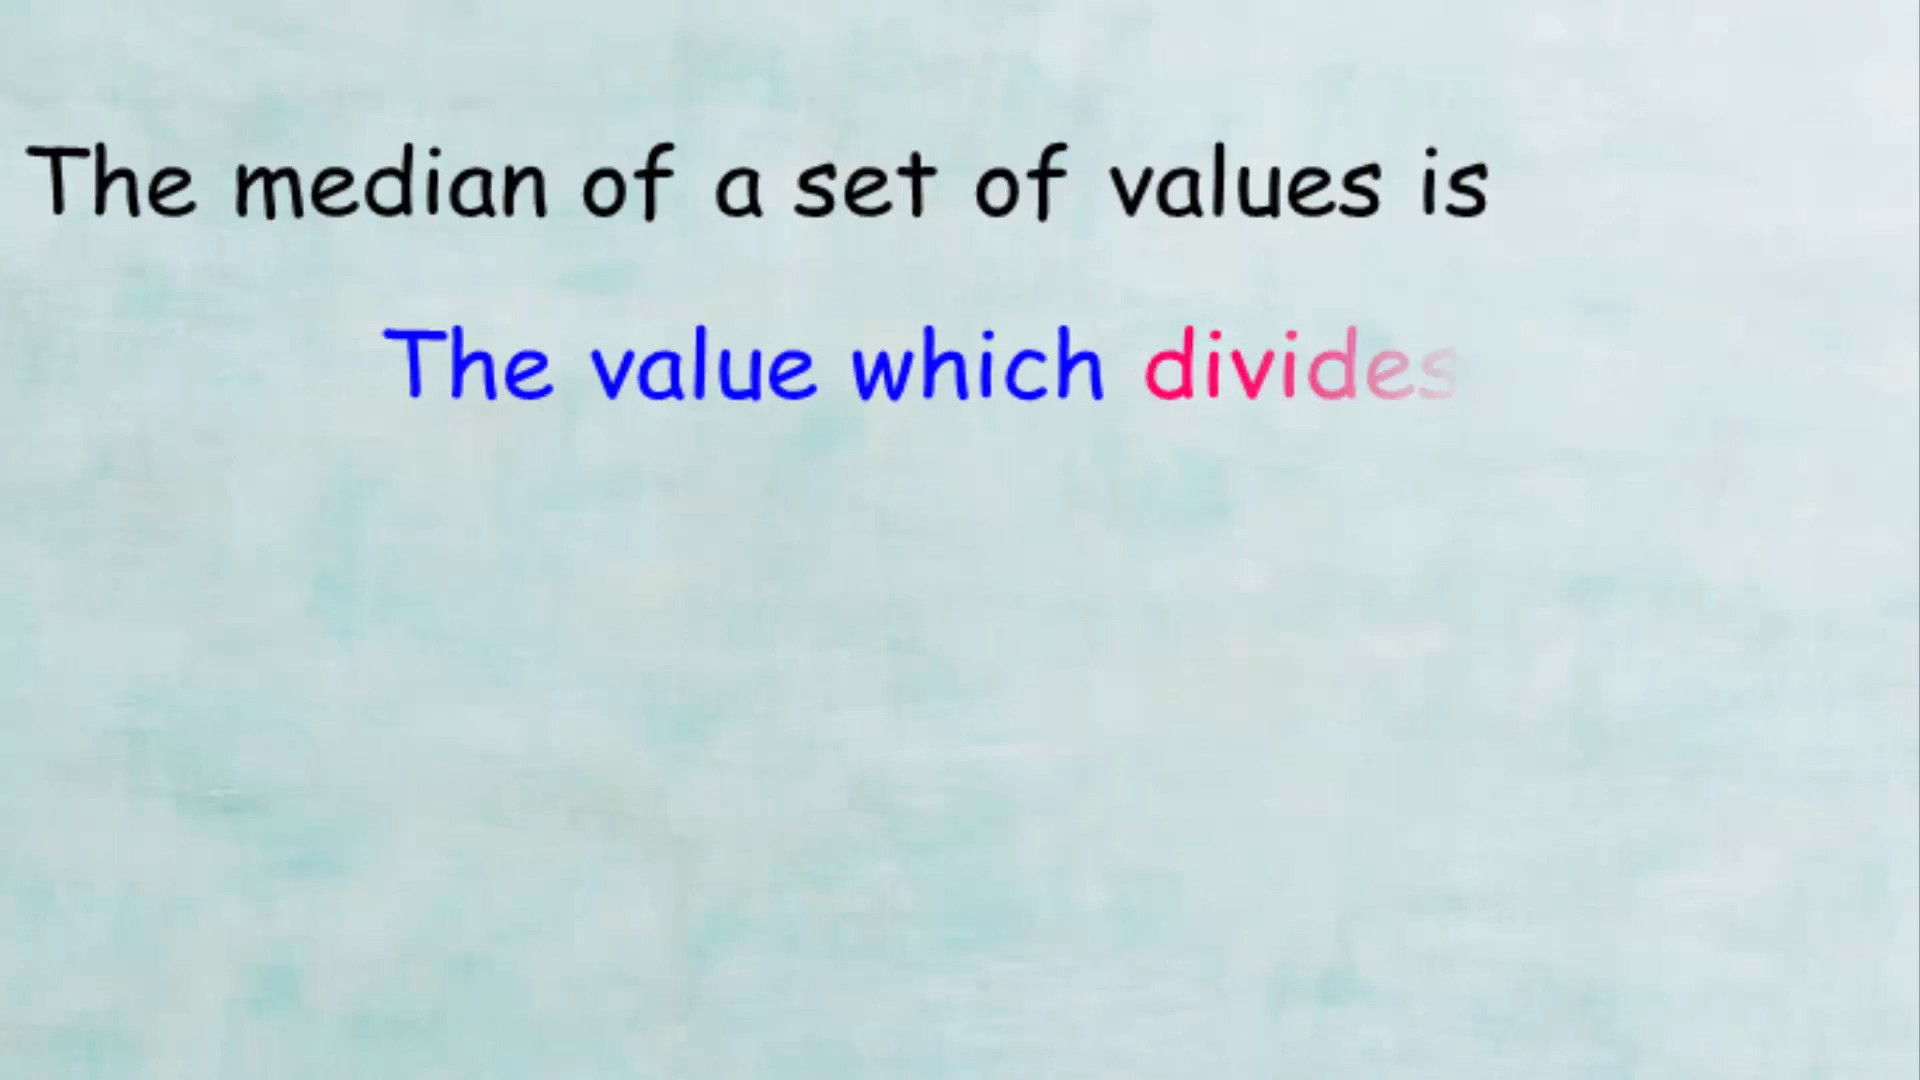 The median of a set of values is
The value which divides